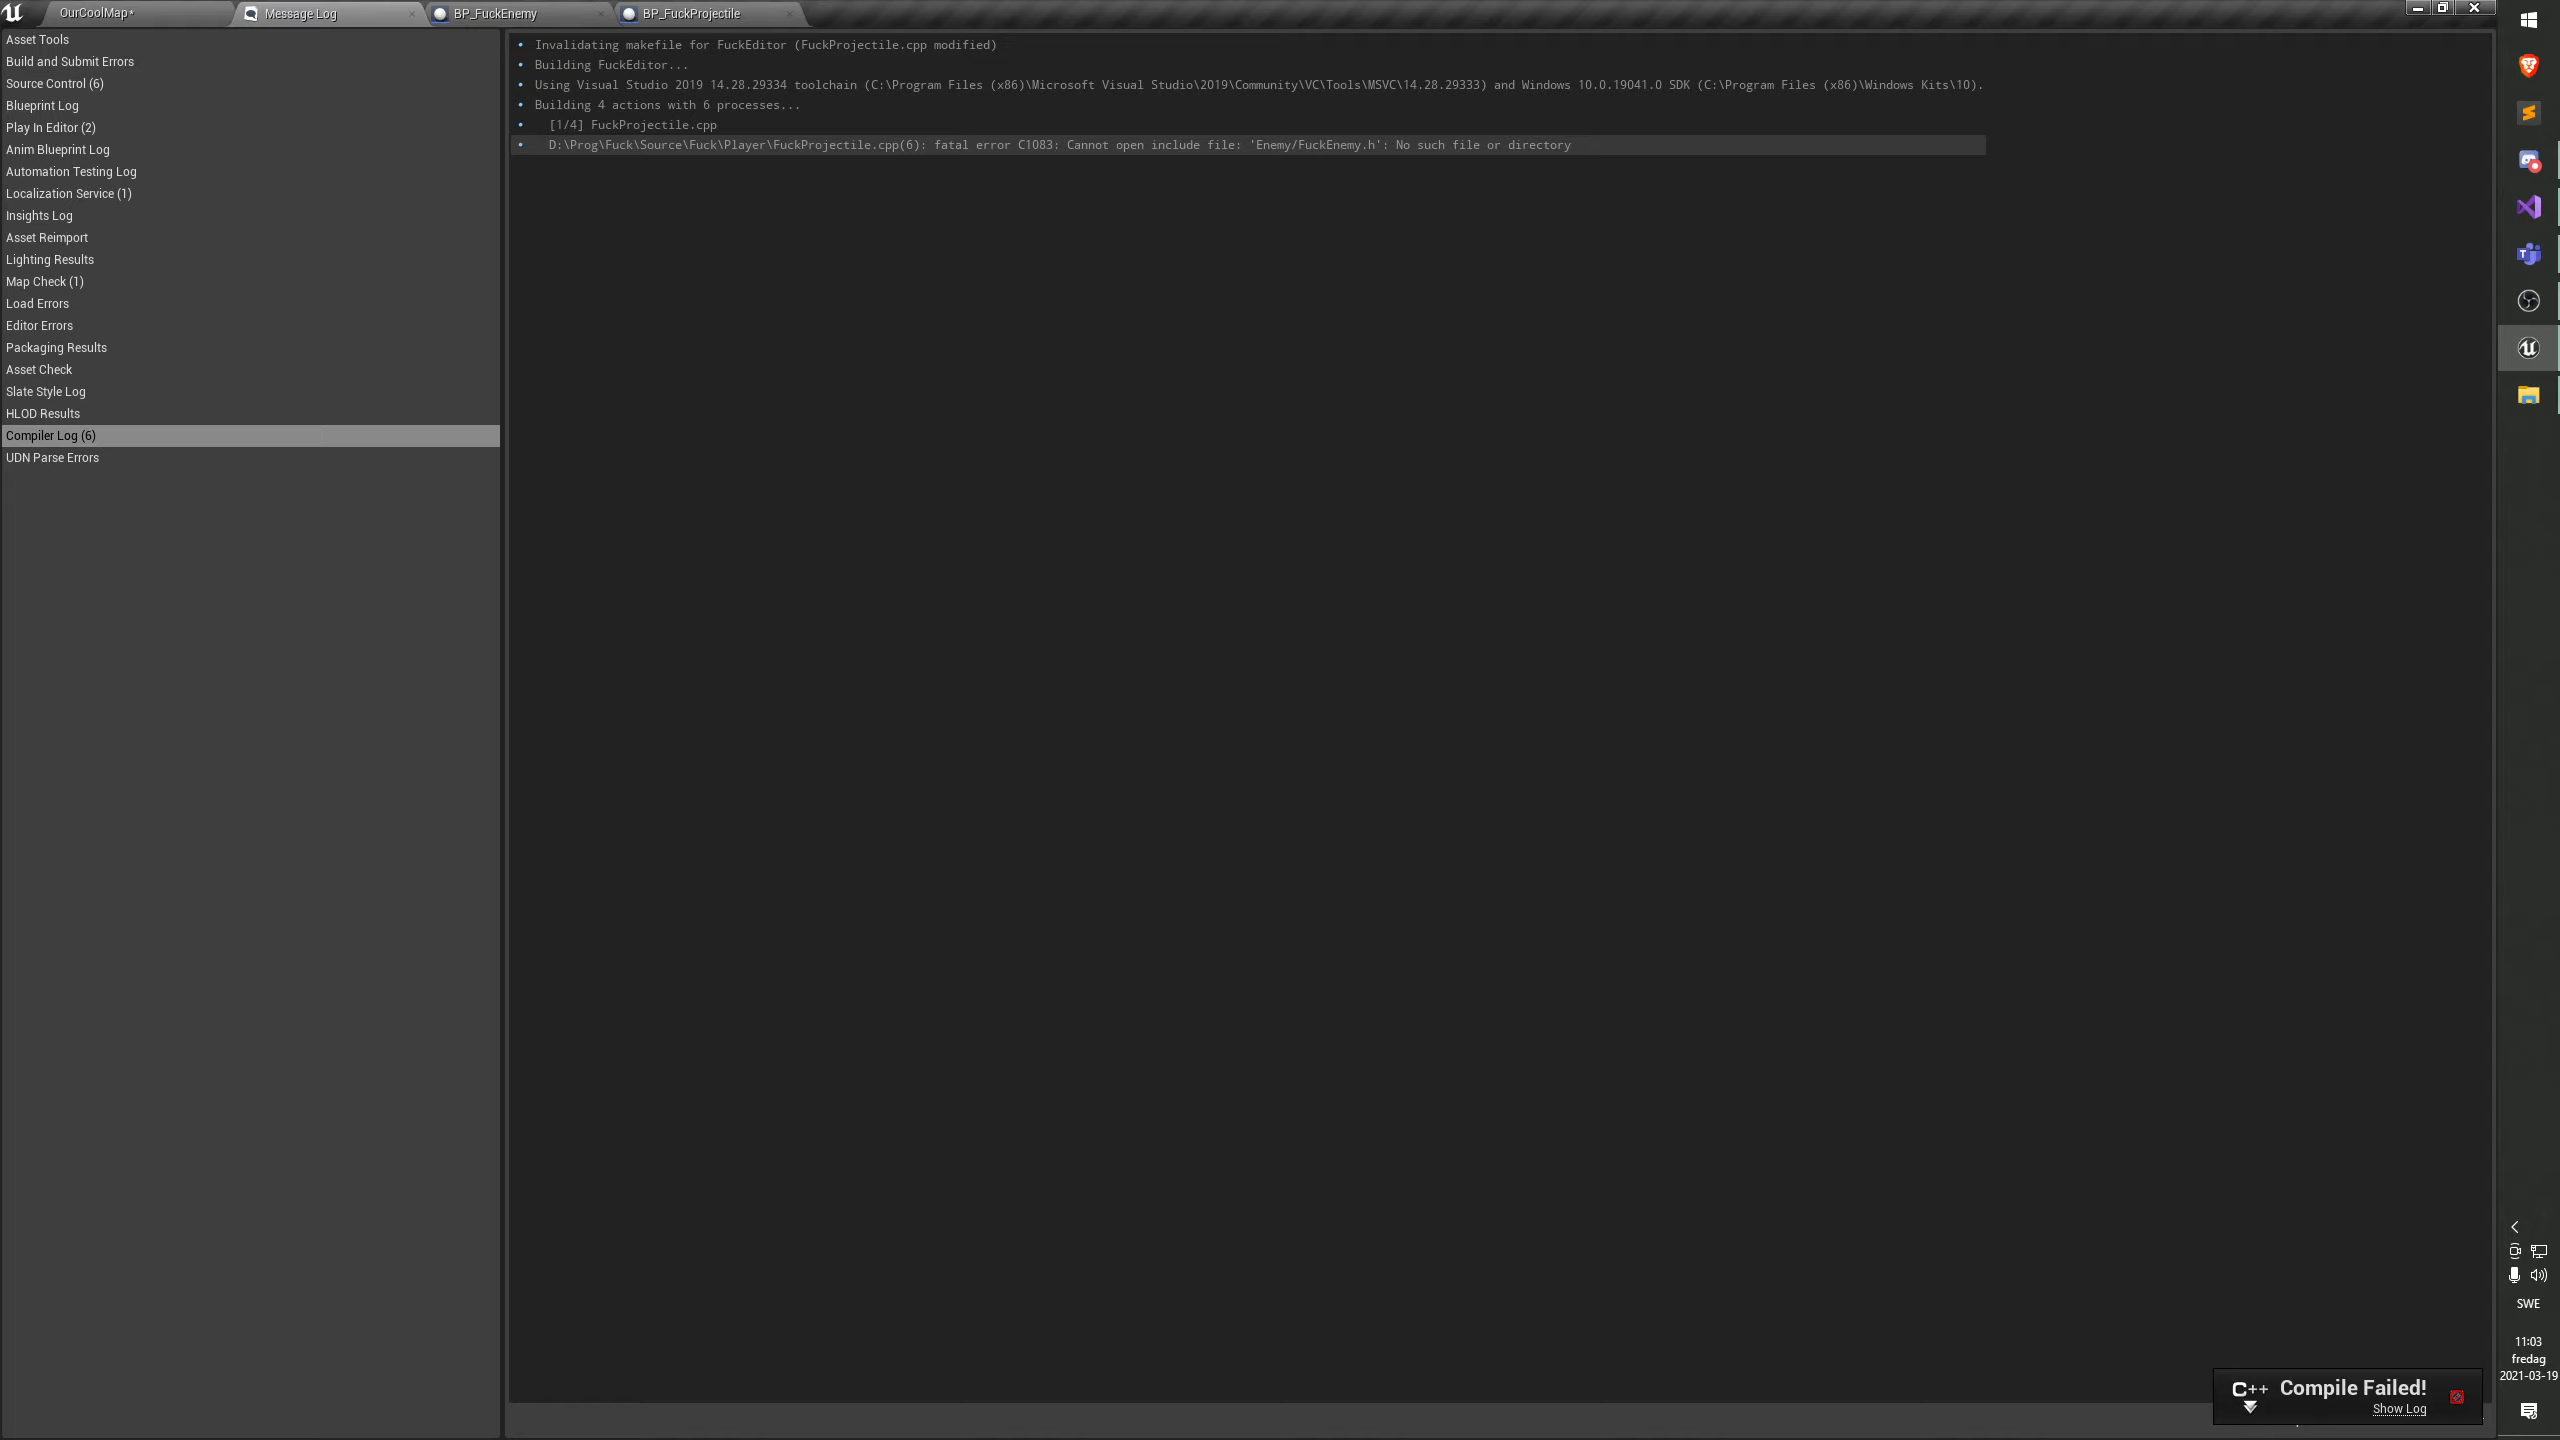 OurCoolMap*
Message Log
BP_FuckEnemy
BP_FuckProjectile
Asset Tools
Build and Submit Errors
Source Control (6)
Blueprint Log
Play In Editor (2)
Anim Blueprint Log
Automation Testing Log
Localization Service (1)
Insights Log
Asset Reimport
Lighting Results
Map Check (1)
Load Errors
Editor Errors
Packaging Results
Asset Check
Slate Style Log
HLOD Results
Compiler Log (6)
UDN Parse Errors
Invalidating makefile for FuckEditor (FuckProjectile.cpp modified)
Building FuckEditor...
Using Visual Studio 2019 14.28.29334 toolchain (C:\Program Files (x86)\Microsoft Visual Studio\2019\Community\VC\Tools\MSVC\14.28.29333) and Windows 10.0.19041.0 SDK (C:\Program Files (x86)\Windows Kits\10).
Building 4 actions with 6 processes...
[1/4] FuckProjectile.cpp
D:\Prog\Fuck\Source\Fuck\Player\FuckProjectile.cpp(6): fatal error C1083: Cannot open include file: 'Enemy/FuckEnemy.h': No such file or directory
SWE
11:03
fredag
2021-03-19
C++
Compile Failed!
Show Log